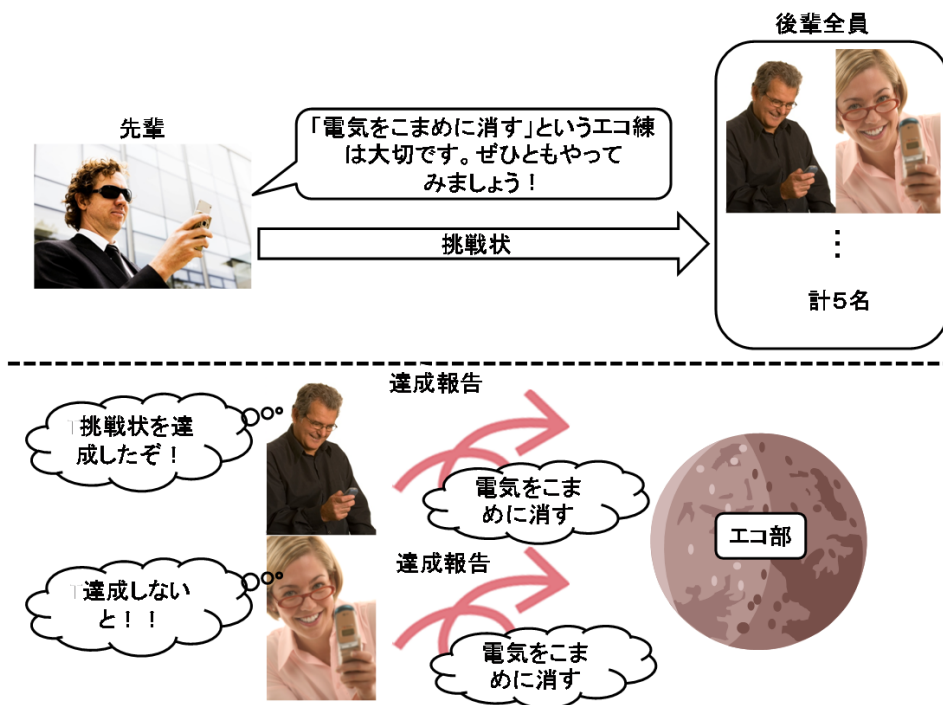 後輩全員
先輩
「電気をこまめに消す」というエコ練
は大切です。ぜひともやって
みましょう！
挑戦状
⋮
計５名
達成報告
挑戦状を達
成したぞ！
電気をこま
めに消す
エコ部
達成報告
達成しない
と！！
電気をこま
めに消す